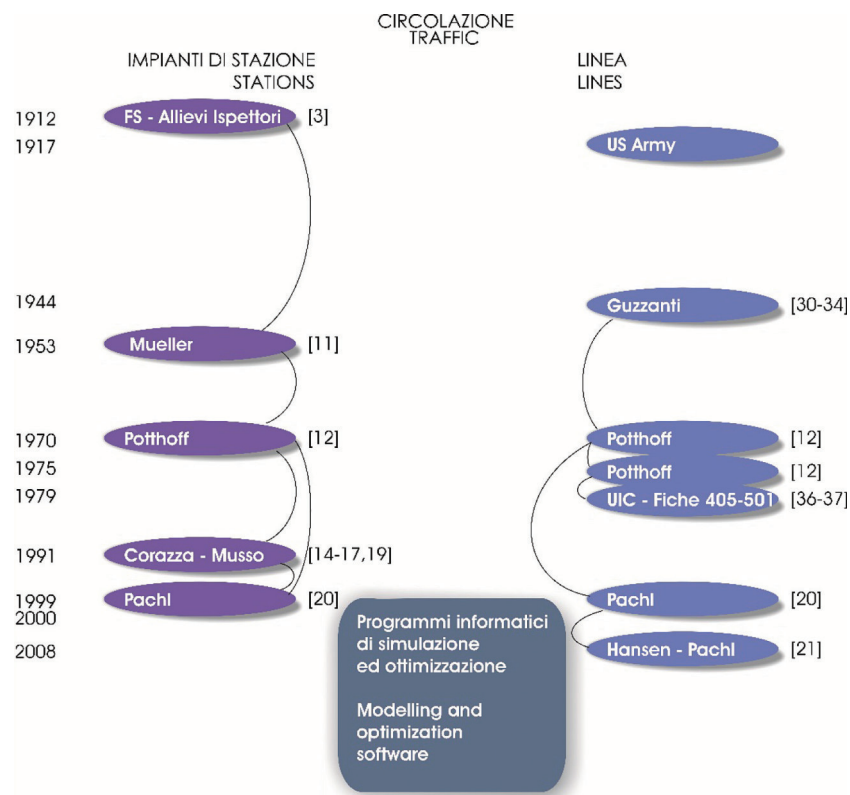 CIRCOLAZIONE
TRAFFIC
IMPIANTI DI STAZIONE
STATIONS
LINEA
LINES
1912 FS - Allievi Ispettori [3]
1917 US Army
1944 Guzzanti [30-34]
1953 Mueller [11]
1970 Potthoff [12] Potthoff [12]
1975 Potthoff [12]
1979 UIC - Fiche 405-501 [36-37]
1991 Corazza - Musso [14-17,19]
1999 Pachl [20] Pachl [20]
2000
2008 Hansen - Pachl [21]
Programmi informatici
di simulazione
ed ottimizzazione
Modelling and
optimization
software